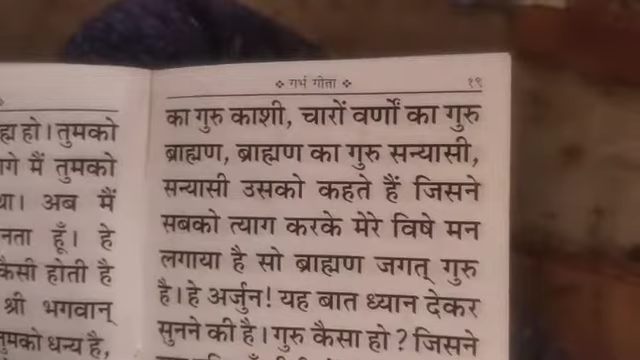 ह्म हो। तुमको
गे मैं तुमको
था। अब मैं
नता हूँ। हे
कैसी होती है
श्री भगवान्
तुमको धन्य है,
❖ गर्भ गीता ❖ १९
का गुरु काशी, चारों वर्णों का गुरु
ब्राह्मण, ब्राह्मण का गुरु सन्यासी,
सन्यासी उसको कहते हैं जिसने
सबको त्याग करके मेरे विषे मन
लगाया है सो ब्राह्मण जगत् गुरु
है। हे अर्जुन! यह बात ध्यान देकर
सुनने की है। गुरु कैसा हो ? जिसने